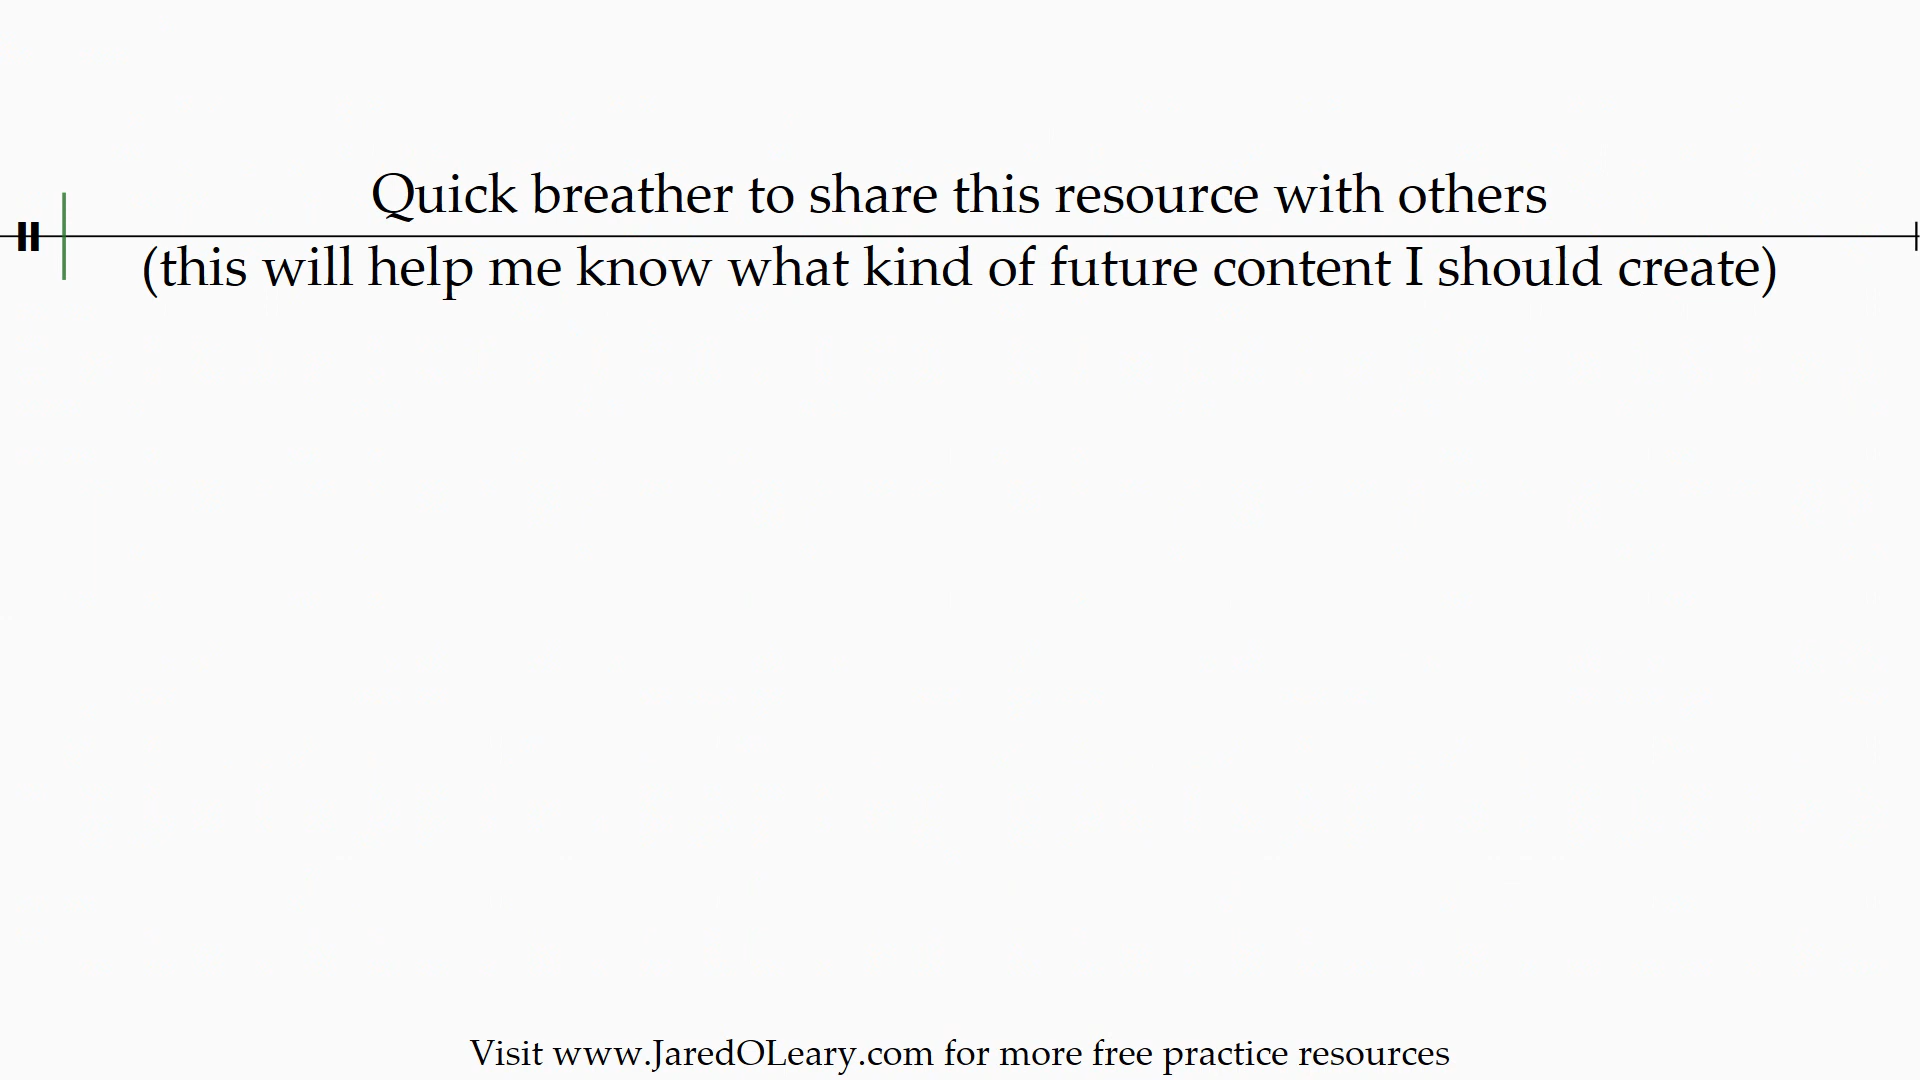 Quick breather to share this resource with others
(this will help me know what kind of future content I should create)
Visit www.JaredOLeary.com for more free practice resources